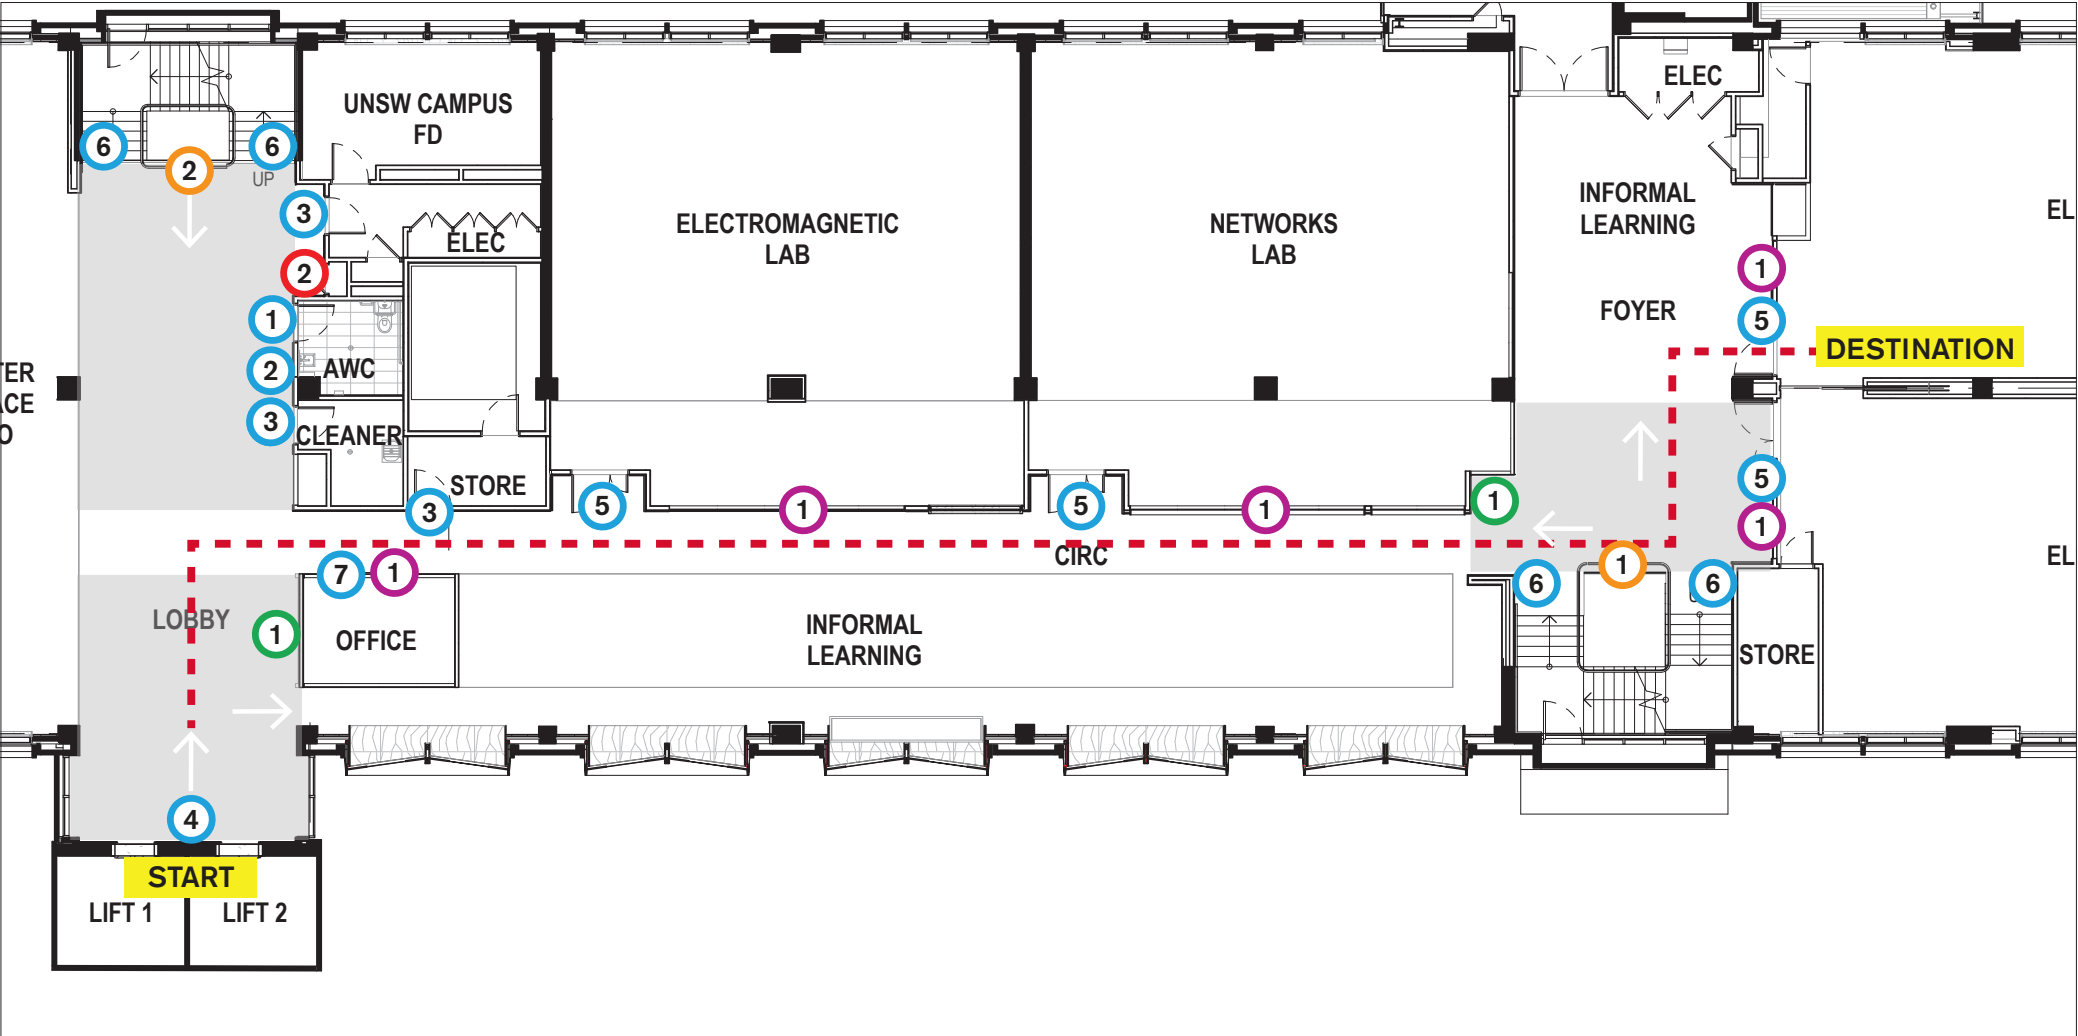 UNSW CAMPUS
FD
ELEC
6
6
2
UP
3
ELECTROMAGNETIC
LAB
NETWORKS
LAB
INFORMAL
LEARNING
EL
ELEC
2
1
1
FOYER
5
DESTINATION
TER
ACE
O
2
AWC
3
CLEANER
STORE
3
5
1
5
1
1
5
1
CIRC
1
EL
7
1
6
6
LOBBY
1
OFFICE
INFORMAL
LEARNING
STORE
4
START
LIFT 1
LIFT 2